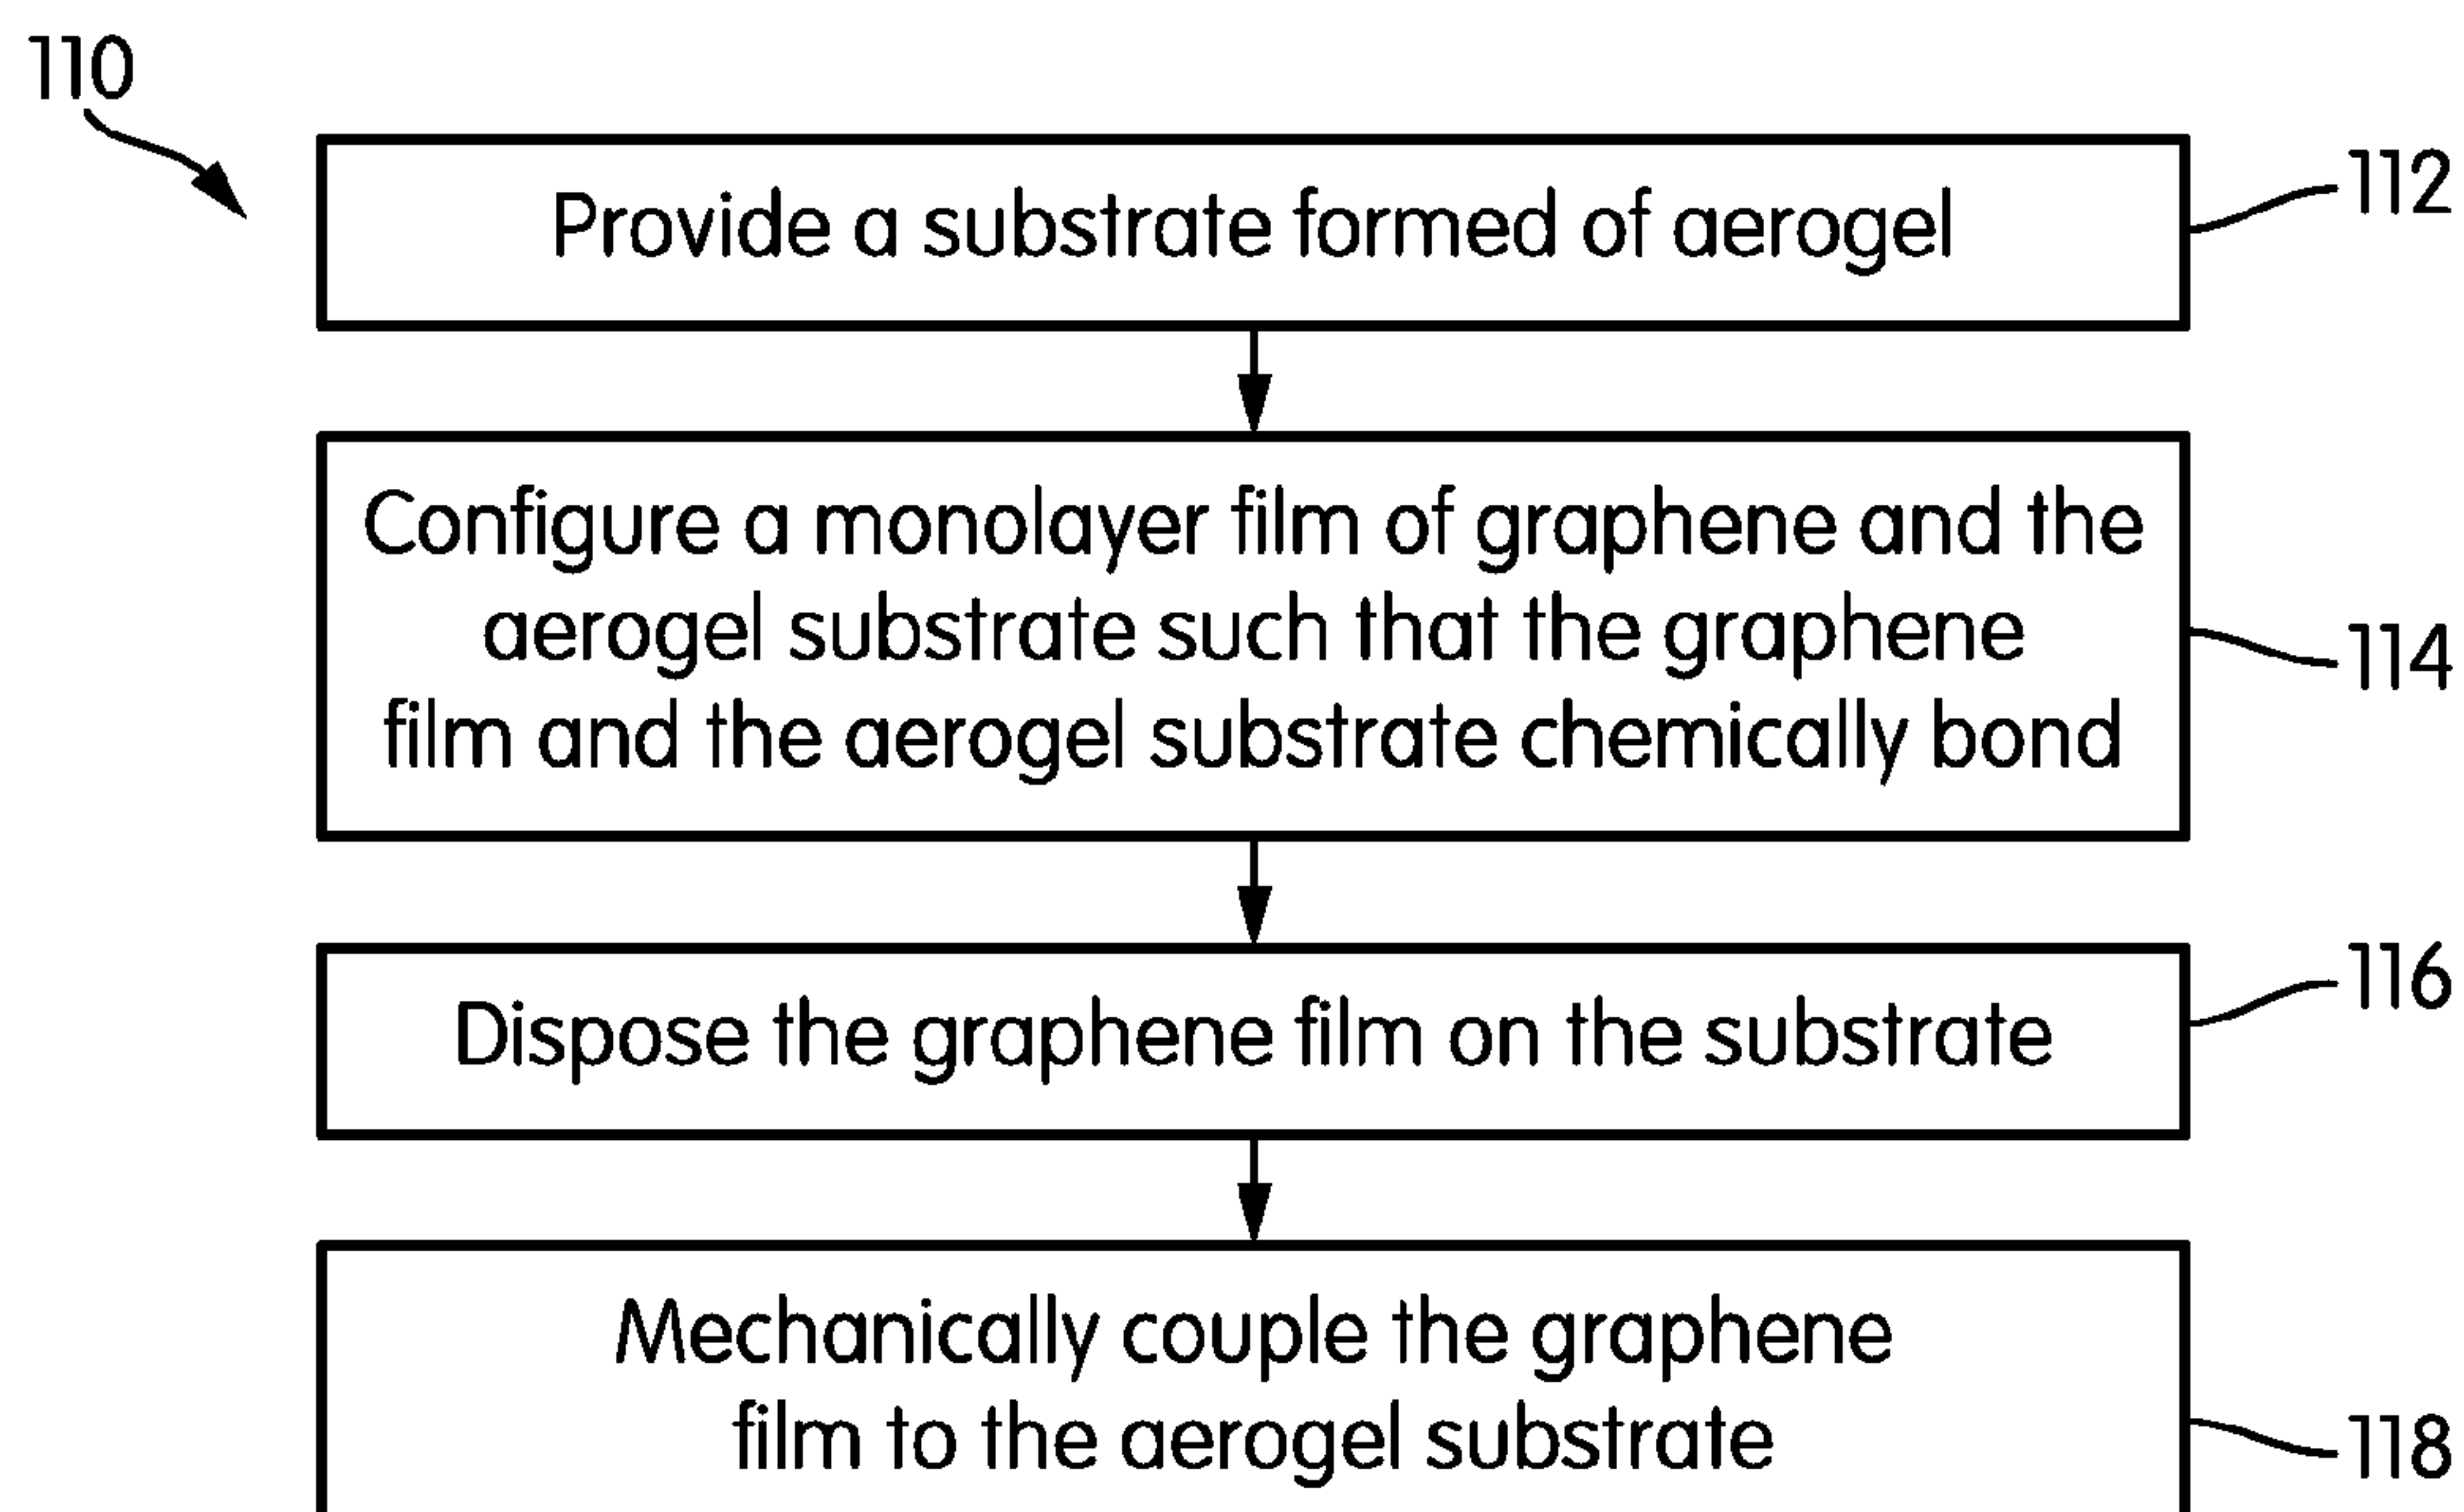 110
Provide a substrate formed of aerogel
112
Configure a monolayer film of graphene and the
aerogel substrate such that the graphene
film and the aerogel substrate chemically bond
114
Dispose the graphene film on the substrate
116
Mechanically couple the graphene
film to the aerogel substrate
118